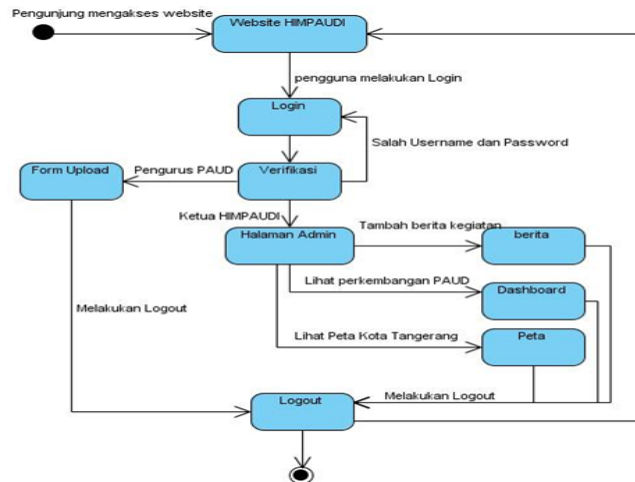 Pengunjung mengakses website
Website HIMPAUDI
pengguna melakukan Login
Login
Salah Username dan Password
Form Upload
Pengurus PAUD
Verifikasi
Ketua HIMPAUDI
Halaman Admin
Tambah berita kegiatan
berita
Lihat perkembangan PAUD
Dashboard
Melakukan Logout
Lihat Peta Kota Tangerang
Peta
Melakukan Logout
Logout